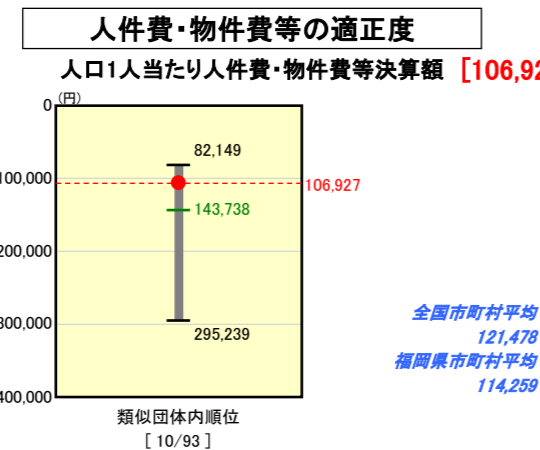 人件費・物件費等の適正度
人口1人当たり人件費・物件費等決算額 [106,92
(円)
0
82,149
100,000
106,927
143,738
200,000
300,000
295,239
400,000
全国市町村平均
121,478
福岡県市町村平均
114,259
類似団体内順位
[ 10/93 ]